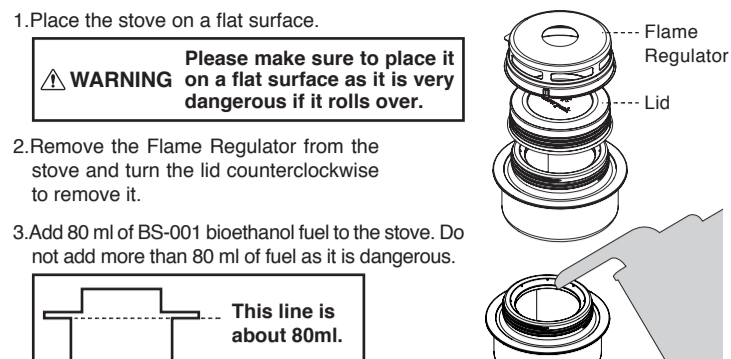 1.Place the stove on a flat surface.
⚠ WARNING Please make sure to place it
on a flat surface as it is very
dangerous if it rolls over.
2.Remove the Flame Regulator from the
stove and turn the lid counterclockwise
to remove it.
3.Add 80 ml of BS-001 bioethanol fuel to the stove. Do
not add more than 80 ml of fuel as it is dangerous.
This line is
about 80ml.
Flame
Regulator
Lid